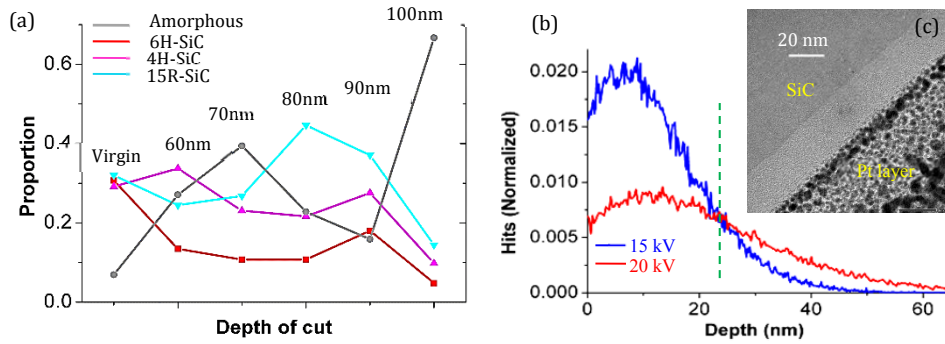 (a)
Amorphous
6H-SiC
4H-SiC
15R-SiC
100nm
90nm
80nm
70nm
60nm
Virgin
0.6
0.4
0.2
0.0
Proportion
Depth of cut
(b)
0.020
0.015
0.010
0.005
0.000
Hits (Normalized)
15 kV
20 kV
0 20 40 60
Depth (nm)
(c)
20 nm
SiC
Pt layer